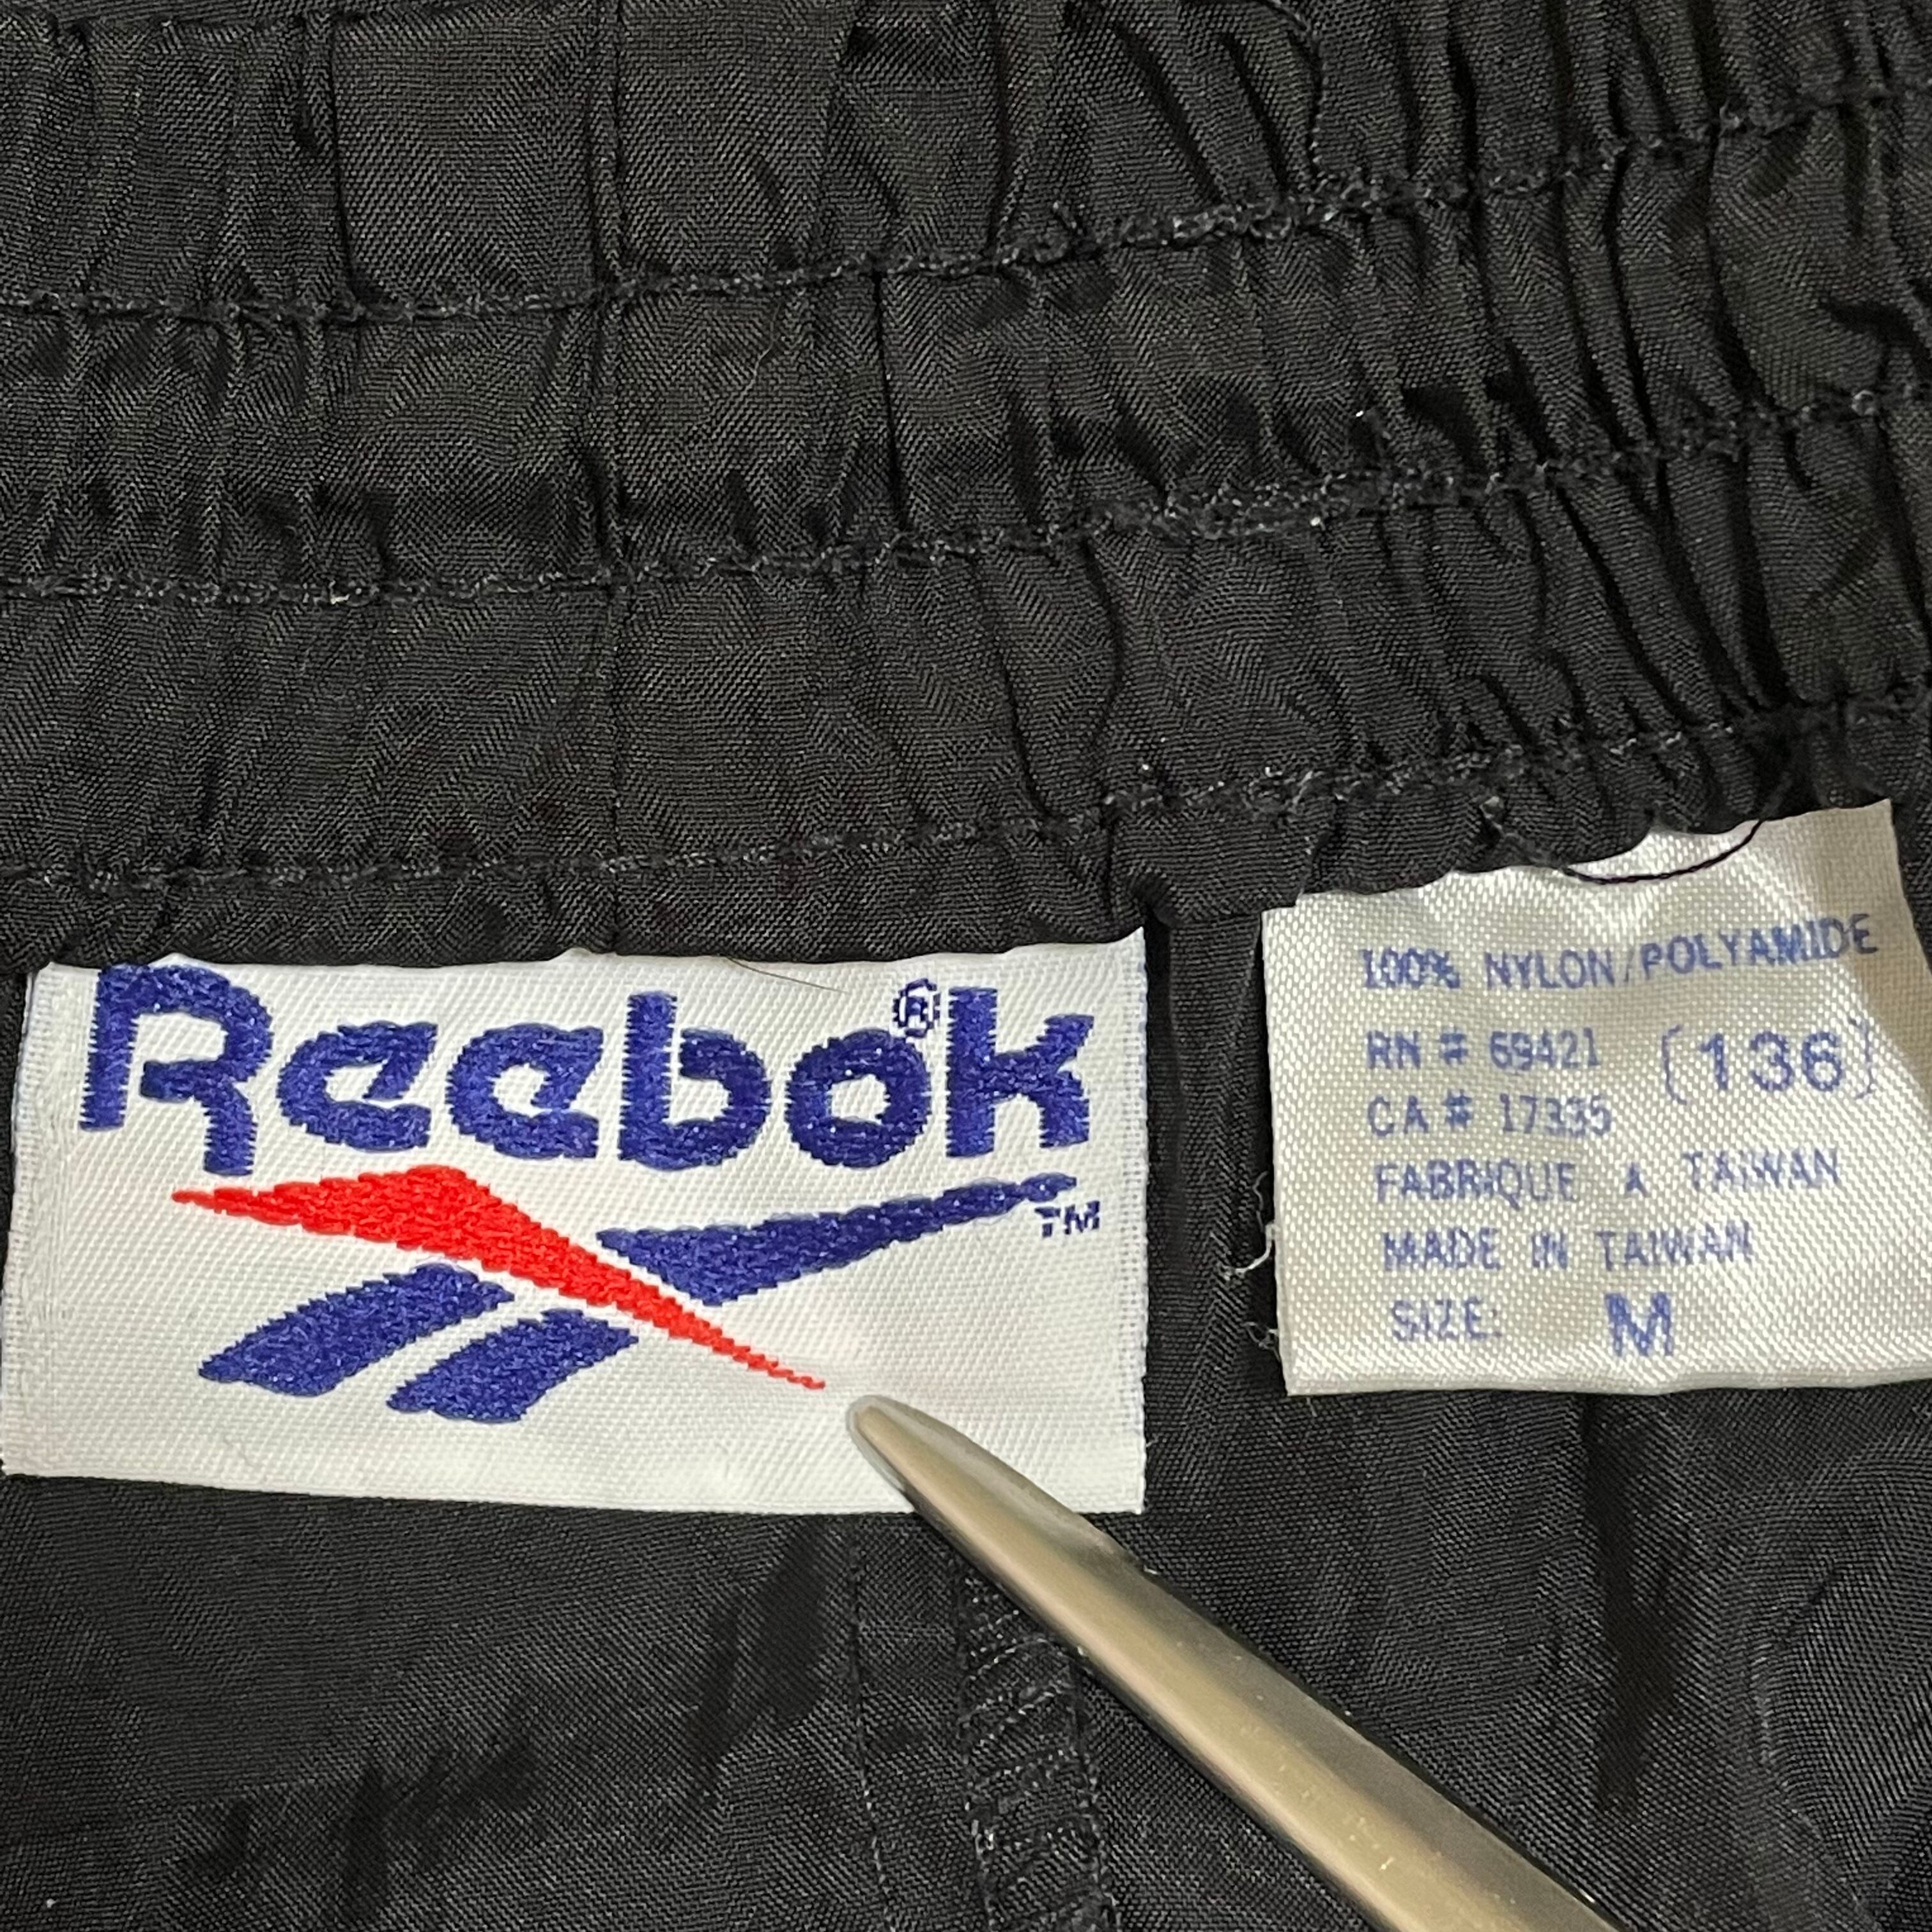 Reebok®
TM
100% NYLON/POLYAMIDE
RN # 69421 (136)
CA # 17335
FABRIQUE A TAIWAN
MADE IN TAIWAN
SIZE: M